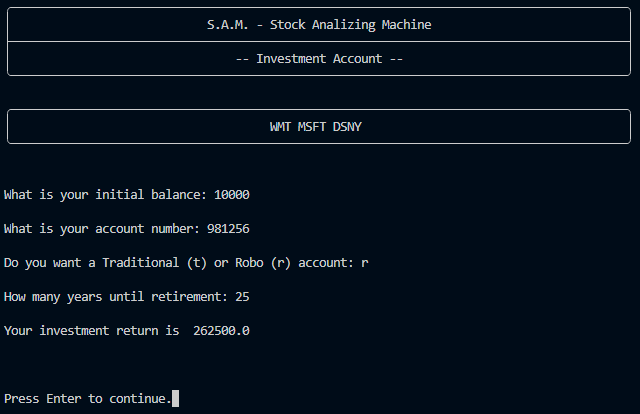 S.A.M. - Stock Analizing Machine
-- Investment Account --
WMT MSFT DSNY
What is your initial balance: 10000
What is your account number: 981256
Do you want a Traditional (t) or Robo (r) account: r
How many years until retirement: 25
Your investment return is  262500.0
Press Enter to continue.